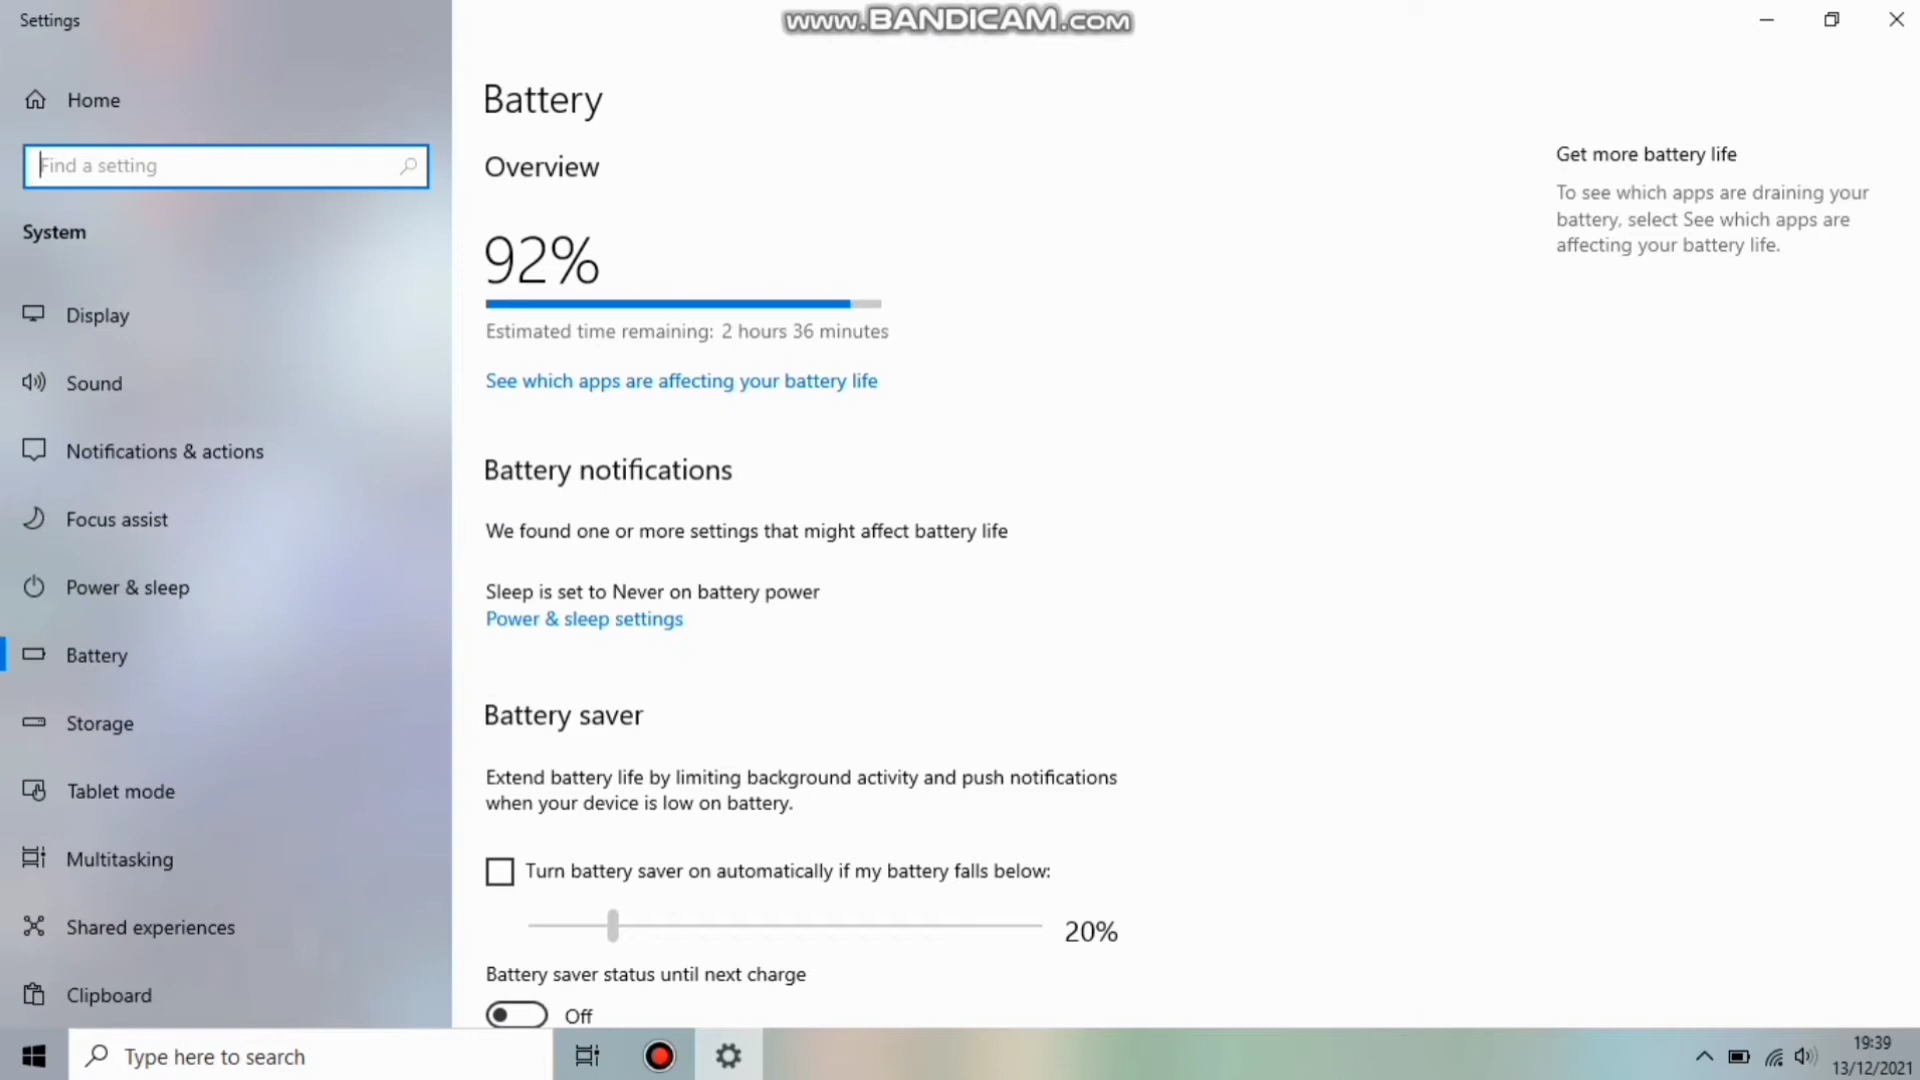 Settings
www.BANDICAM.com
Home
Find a setting
System
Display
Sound
Notifications & actions
Focus assist
Power & sleep
Battery
Storage
Tablet mode
Multitasking
Shared experiences
Clipboard
Battery
Overview
92%
Estimated time remaining: 2 hours 36 minutes
See which apps are affecting your battery life
Battery notifications
We found one or more settings that might affect battery life
Sleep is set to Never on battery power
Power & sleep settings
Battery saver
Extend battery life by limiting background activity and push notifications
when your device is low on battery.
Turn battery saver on automatically if my battery falls below:
20%
Battery saver status until next charge
Off
Get more battery life
To see which apps are draining your
battery, select See which apps are
affecting your battery life.
Type here to search
19:39
13/12/2021